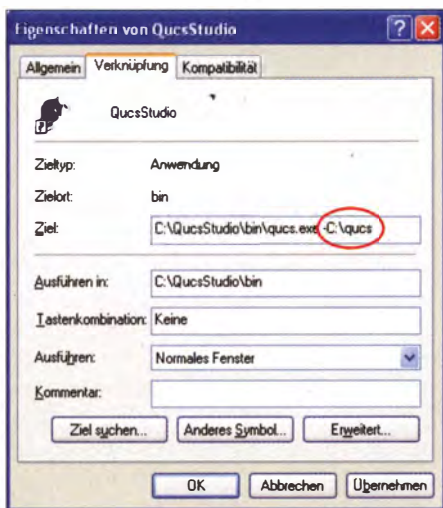 Eigenschaften von QucsStudio
?
X
Allgemein Verknüpfung Kompatibilität
QucsStudio
Zieltyp: Anwendung
Zielort: bin
Ziel: C:\QucsStudio\bin\qucs.exe -C:\qucs
Ausführen in: C:\QucsStudio\bin
Tastenkombination: Keine
Ausführen: Normales Fenster
Kommentar:
Ziel suchen... Anderes Symbol... Erweitert...
OK Abbrechen Übernehmen